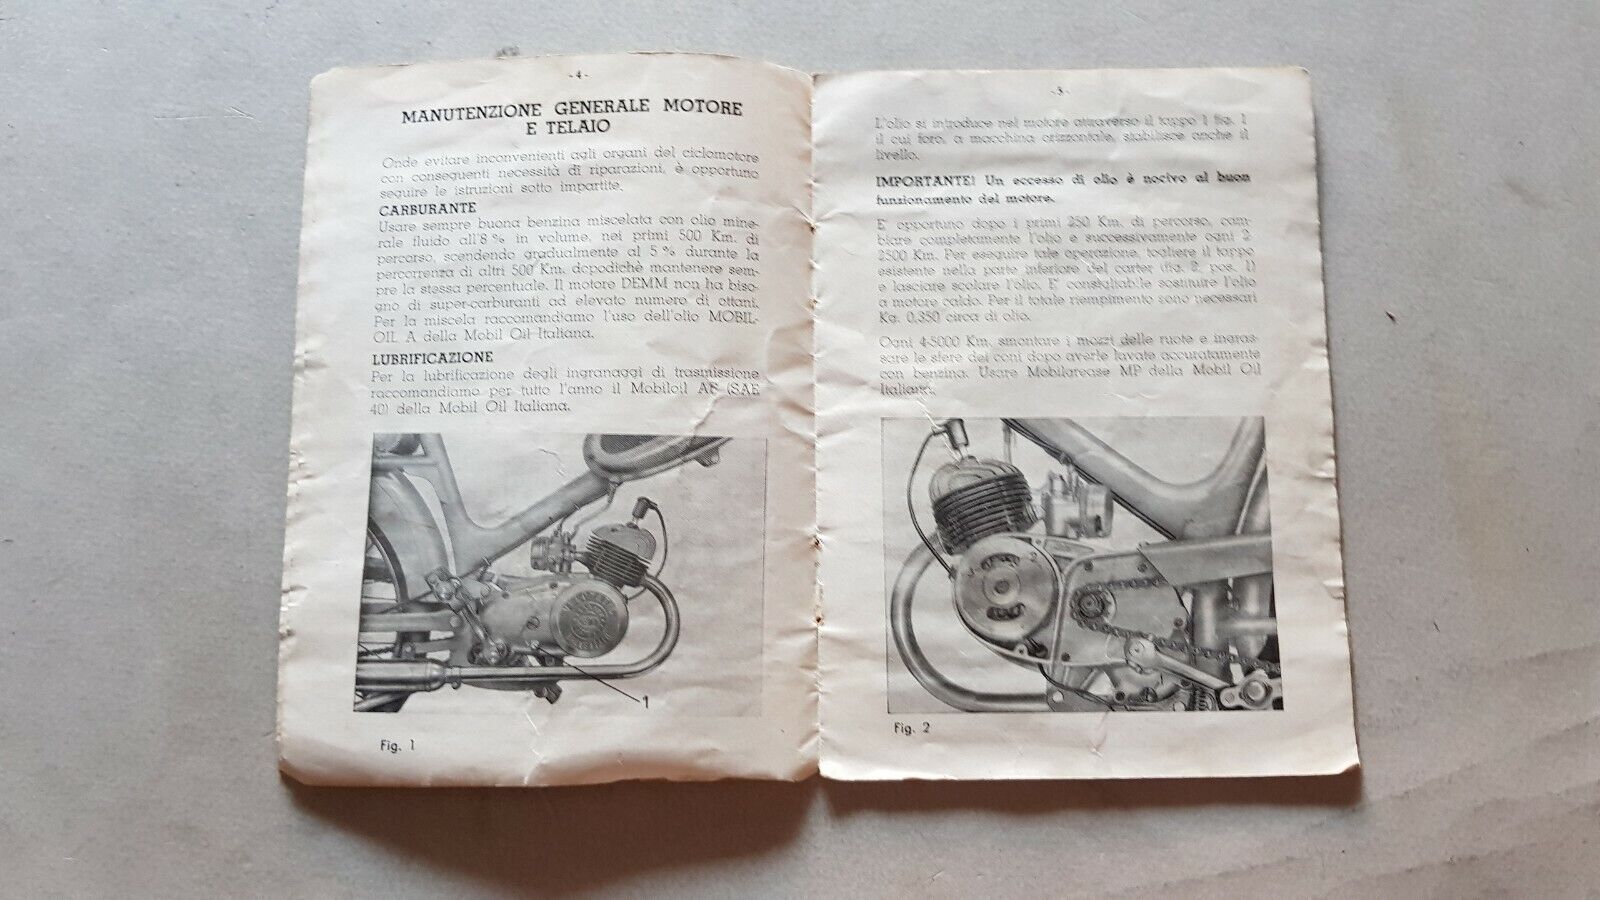 - 4 -
MANUTENZIONE GENERALE MOTORE
E TELAIO
Onde evitare inconvenienti agli organi del ciclomotore
con conseguenti necessità di riparazioni, è opportuno
seguire le istruzioni sotto impartite.
CARBURANTE
Usare sempre buona benzina miscelata con olio mine-
rale fluido all'8 % in volume, nei primi 500 Km. di
percorso, scendendo gradualmente al 5 % durante la
percorrenza di altri 500 Km. dopodichè mantenere sem-
pre la stessa percentuale. Il motore DEMM non ha biso-
gno di super-carburanti ad elevato numero di ottani.
Per la miscela raccomandiamo l'uso dell'olio MOBIL-
OIL A della Mobil Oil Italiana.
LUBRIFICAZIONE
Per la lubrificazione degli ingranaggi di trasmissione
raccomandiamo per tutto l'anno il Mobiloil AF (SAE
40) della Mobil Oil Italiana.
1
Fig. 1
- 5 -
L'olio si introduce nel motore attraverso il tappo 1 fig. 1
il cui foro, a macchina orizzontale, stabilisce anche il
livello.
IMPORTANTE! Un eccesso di olio è nocivo al buon
funzionamento del motore.
E' opportuno dopo i primi 250 Km. di percorso, cam-
biare completamente l'olio e successivamente ogni 2-
2500 Km. Per eseguire tale operazione, togliere il tappo
esistente nella parte inferiore del carter (fig. 2, pos. 1)
e lasciare scolare l'olio. E' consigliabile sostituire l'olio
a motore caldo. Per il totale riempimento sono necessari
Kg. 0,350 circa di olio.
Ogni 4-5000 Km. smontare i mozzi delle ruote e ingras-
sare le sfere dei coni dopo averle lavate accuratamente
con benzina. Usare Mobilgrease MP della Mobil Oil
Italiana.
Fig. 2